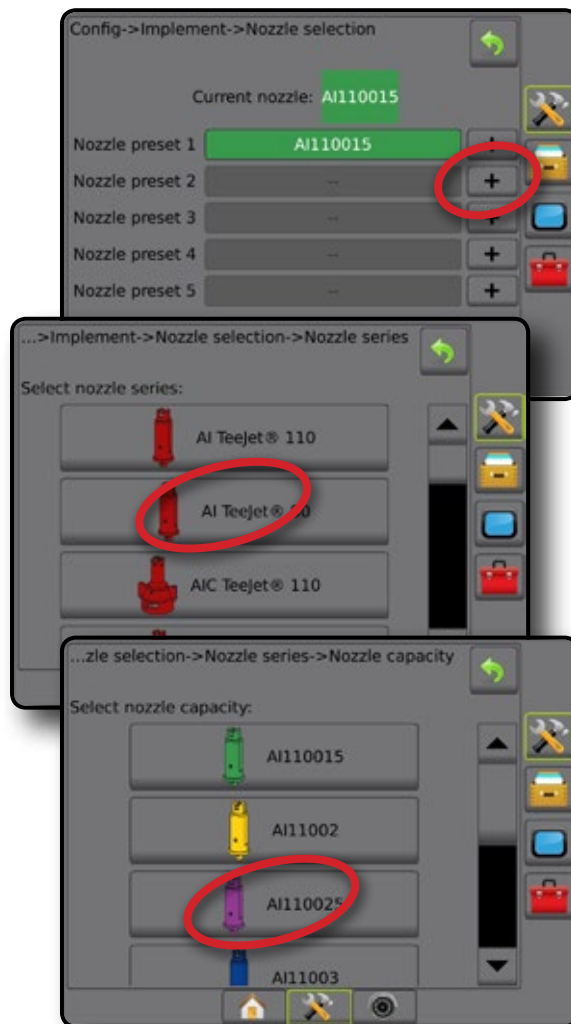 Config->Implement->Nozzle selection
Current nozzle: AI110015
Nozzle preset 1 AI110015 +
Nozzle preset 2 -- +
Nozzle preset 3 -- +
Nozzle preset 4 -- +
Nozzle preset 5 -- +
...>Implement->Nozzle selection->Nozzle series
Select nozzle series:
AI TeeJet® 110
AI TeeJet® 80
AIC TeeJet® 110
...zle selection->Nozzle series->Nozzle capacity
Select nozzle capacity:
AI110015
AI11002
AI110025
AI11003